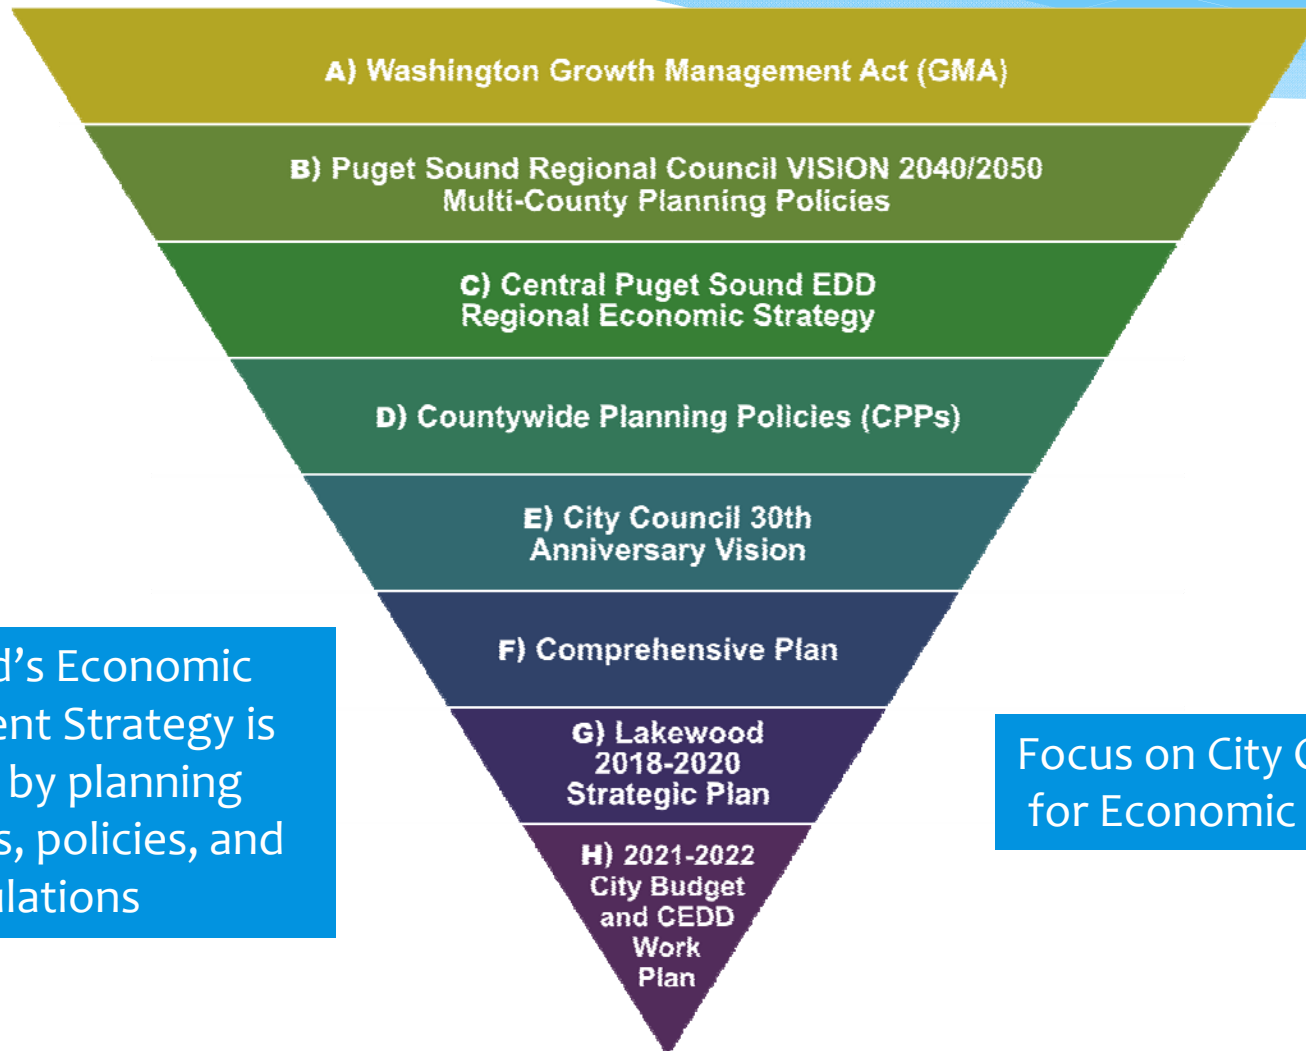 A) Washington Growth Management Act (GMA)
B) Puget Sound Regional Council VISION 2040/2050
Multi-County Planning Policies
C) Central Puget Sound EDD
Regional Economic Strategy
D) Countywide Planning Policies (CPPs)
E) City Council 30th
Anniversary Vision
F) Comprehensive Plan
G) Lakewood
2018-2020
Strategic Plan
H) 2021-2022
City Budget
and CEDD
Work
Plan
Economic
Strategy is
by planning
policies, and
Focus on City
for Economic